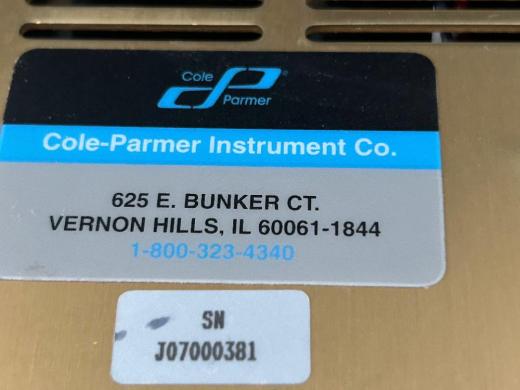 Cole
Parmer
Cole-Parmer Instrument Co.
625 E. BUNKER CT.
VERNON HILLS, IL 60061-1844
1-800-323-4340
SN
J07000381